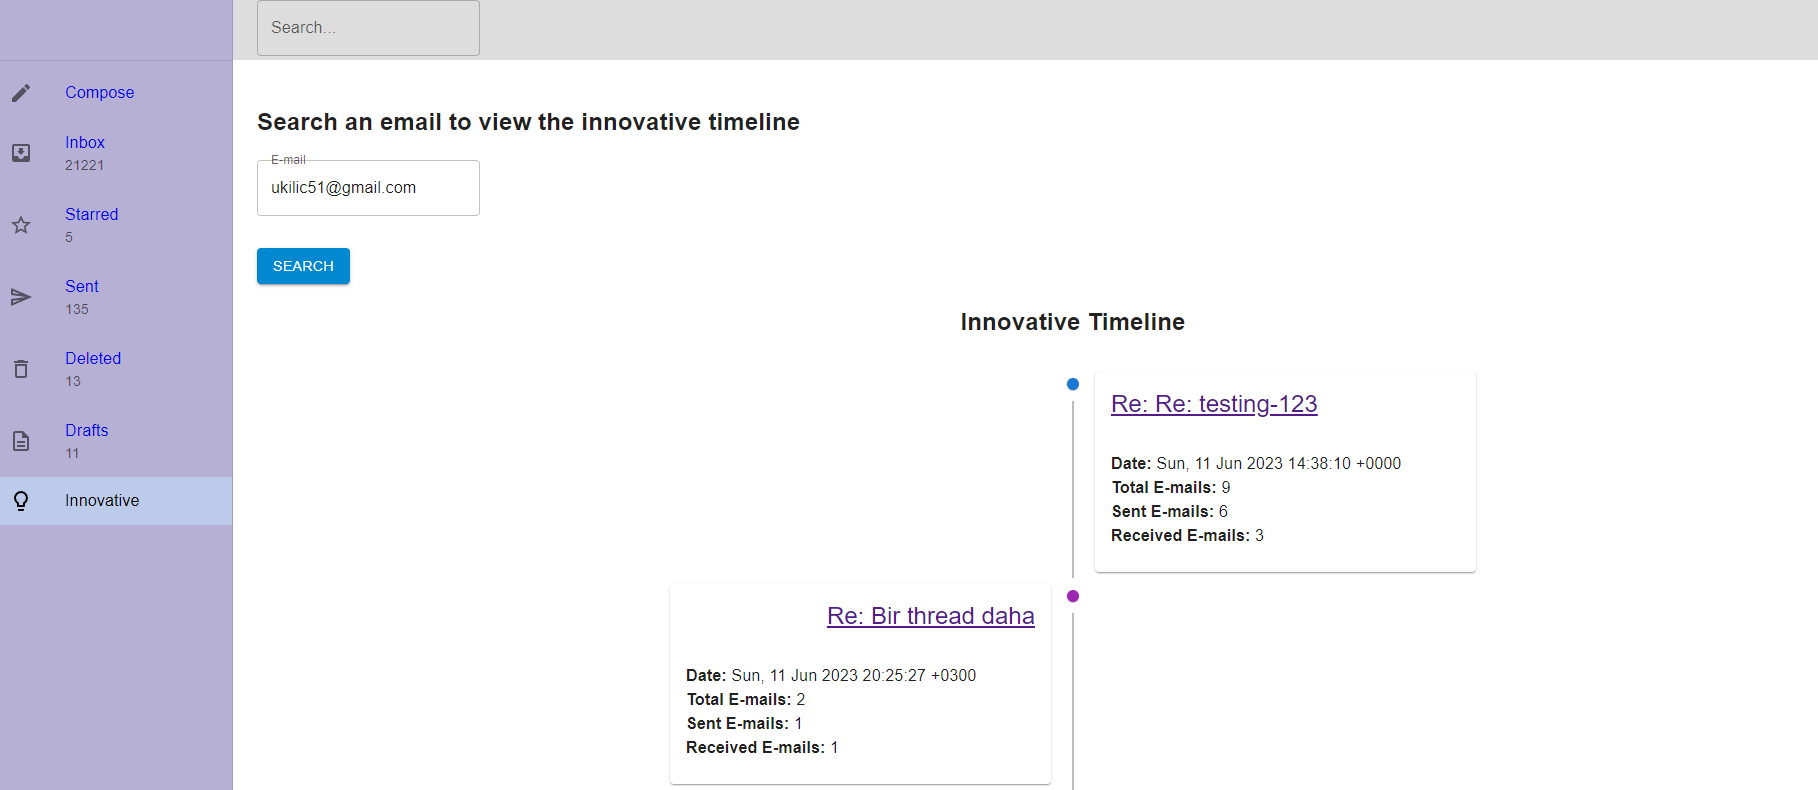 Search...
Compose
Inbox
21221
Starred
5
Sent
135
Deleted
13
Drafts
11
Innovative
Search an email to view the innovative timeline
E-mail
ukilic51@gmail.com
SEARCH
Innovative Timeline
Re: Re: testing-123
Date: Sun, 11 Jun 2023 14:38:10 +0000
Total E-mails: 9
Sent E-mails: 6
Received E-mails: 3
Re: Bir thread daha
Date: Sun, 11 Jun 2023 20:25:27 +0300
Total E-mails: 2
Sent E-mails: 1
Received E-mails: 1